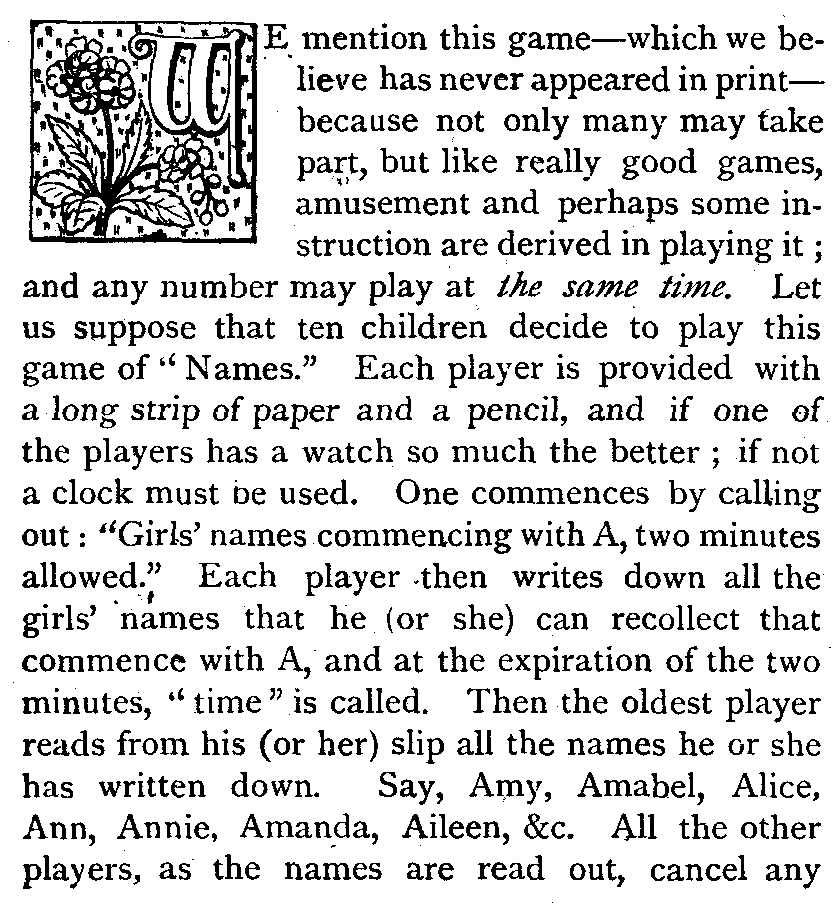 WE mention this game—which we be-
lieve has never appeared in print—
because not only many may take
part, but like really good games,
amusement and perhaps some in-
struction are derived in playing it ;
and any number may play at the same time. Let
us suppose that ten children decide to play this
game of “ Names.” Each player is provided with
a long strip of paper and a pencil, and if one of
the players has a watch so much the better ; if not
a clock must be used. One commences by calling
out : “Girls’ names commencing with A, two minutes
allowed.” Each player then writes down all the
girls’ names that he (or she) can recollect that
commence with A, and at the expiration of the two
minutes, “ time ” is called. Then the oldest player
reads from his (or her) slip all the names he or she
has written down. Say, Amy, Amabel, Alice,
Ann, Annie, Amanda, Aileen, &c. All the other
players, as the names are read out, cancel any